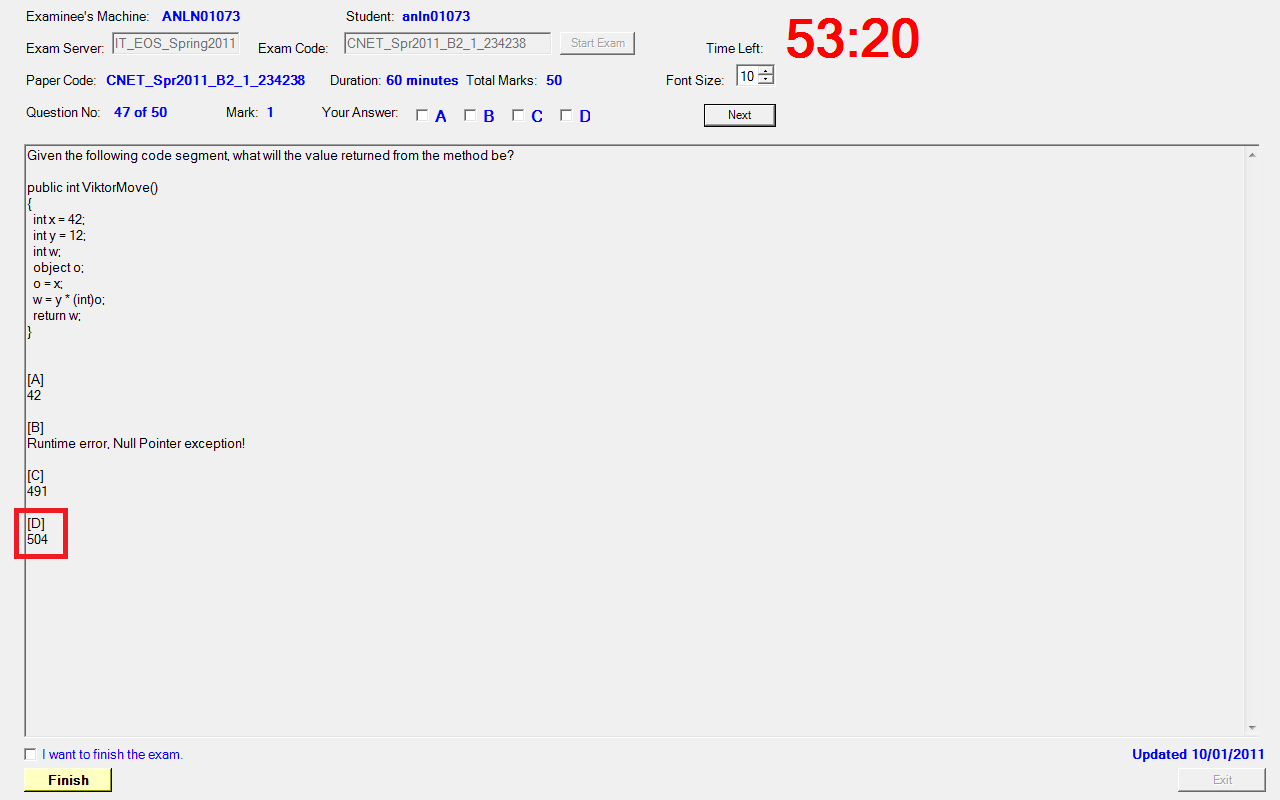 Examinee's Machine: ANLN01073 Student: anln01073
Exam Server: IT_EOS_Spring2011 Exam Code: CNET_Spr2011_B2_1_234238 Start Exam Time Left: 53:20
Paper Code: CNET_Spr2011_B2_1_234238 Duration: 60 minutes Total Marks: 50 Font Size: 10
Question No: 47 of 50 Mark: 1 Your Answer: A B C D Next
Given the following code segment, what will the value returned from the method be?
public int ViktorMove()
{
int x = 42;
int y = 12;
int w;
object o;
o = x;
w = y * (int)o;
return w;
}
[A]
42
[B]
Runtime error, Null Pointer exception!
[C]
491
[D]
504
I want to finish the exam. Updated 10/01/2011
Finish Exit